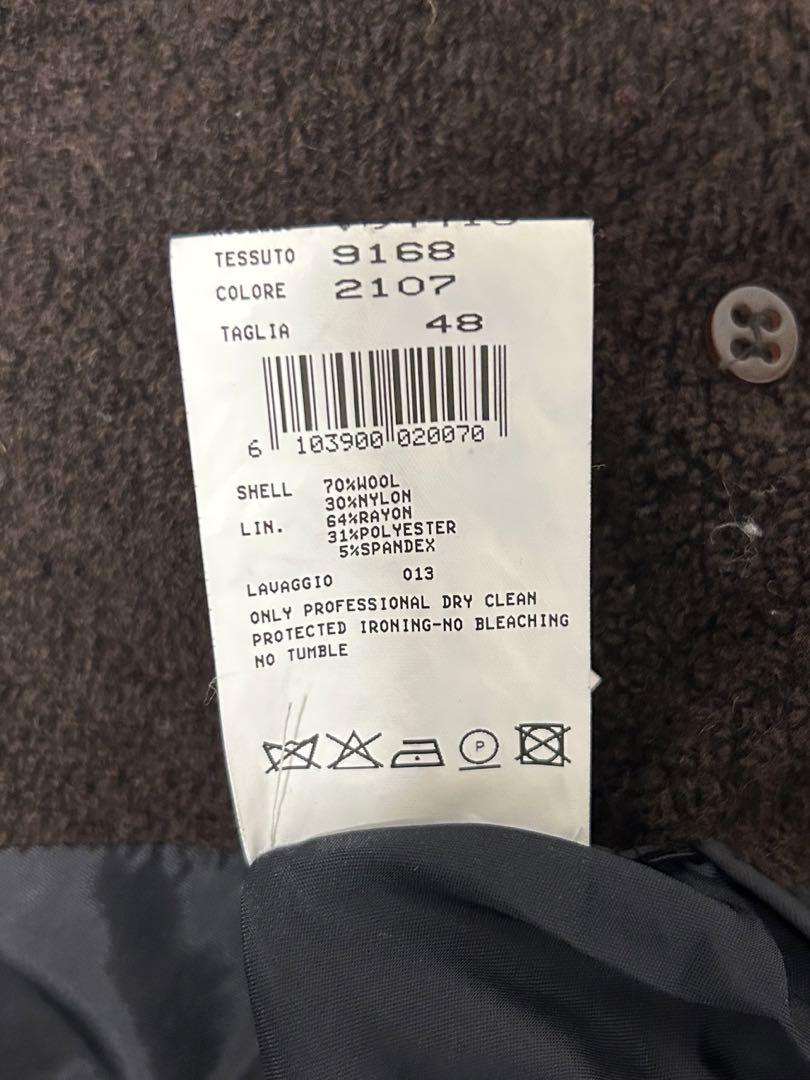 TESSUTO 9168
COLORE 2107
TAGLIA 48
6 103900 020070
SHELL 70%WOOL
30%NYLON
LIN. 64%RAYON
31%POLYESTER
5%SPANDEX
LAVAGGIO 013
ONLY PROFESSIONAL DRY CLEAN
PROTECTED IRONING-NO BLEACHING
NO TUMBLE
P